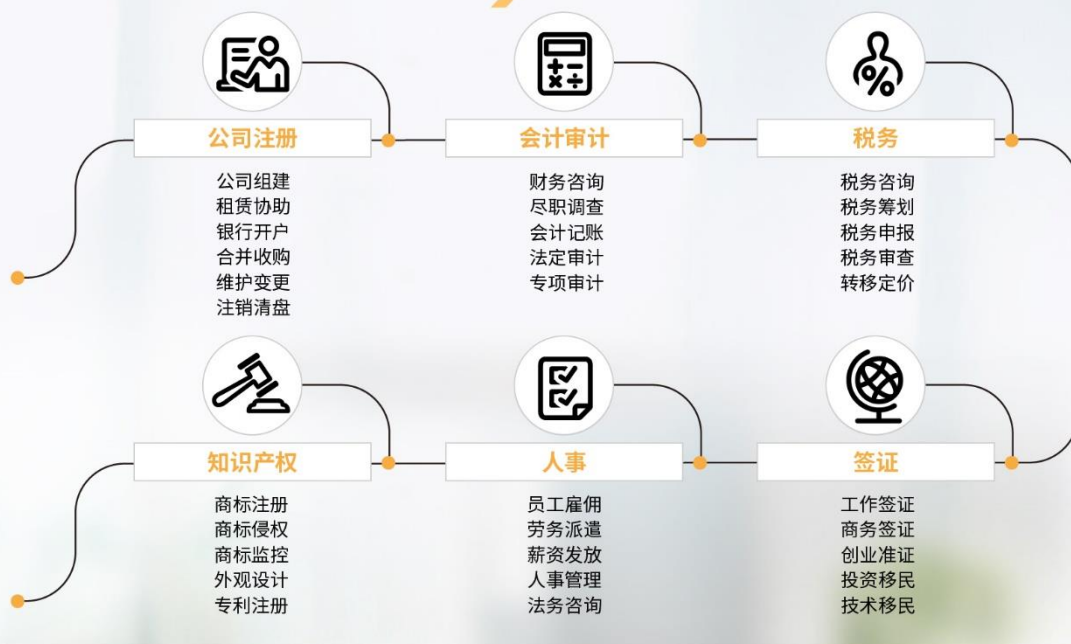 公司注册
公司组建
租赁协助
银行开户
合并收购
维护变更
注销清盘
会计审计
财务咨询
尽职调查
会计记账
法定审计
专项审计
税务
税务咨询
税务筹划
税务申报
税务审查
转移定价
知识产权
商标注册
商标侵权
商标监控
外观设计
专利注册
人事
员工雇佣
劳务派遣
薪资发放
人事管理
法务咨询
签证
工作签证
商务签证
创业准证
投资移民
技术移民